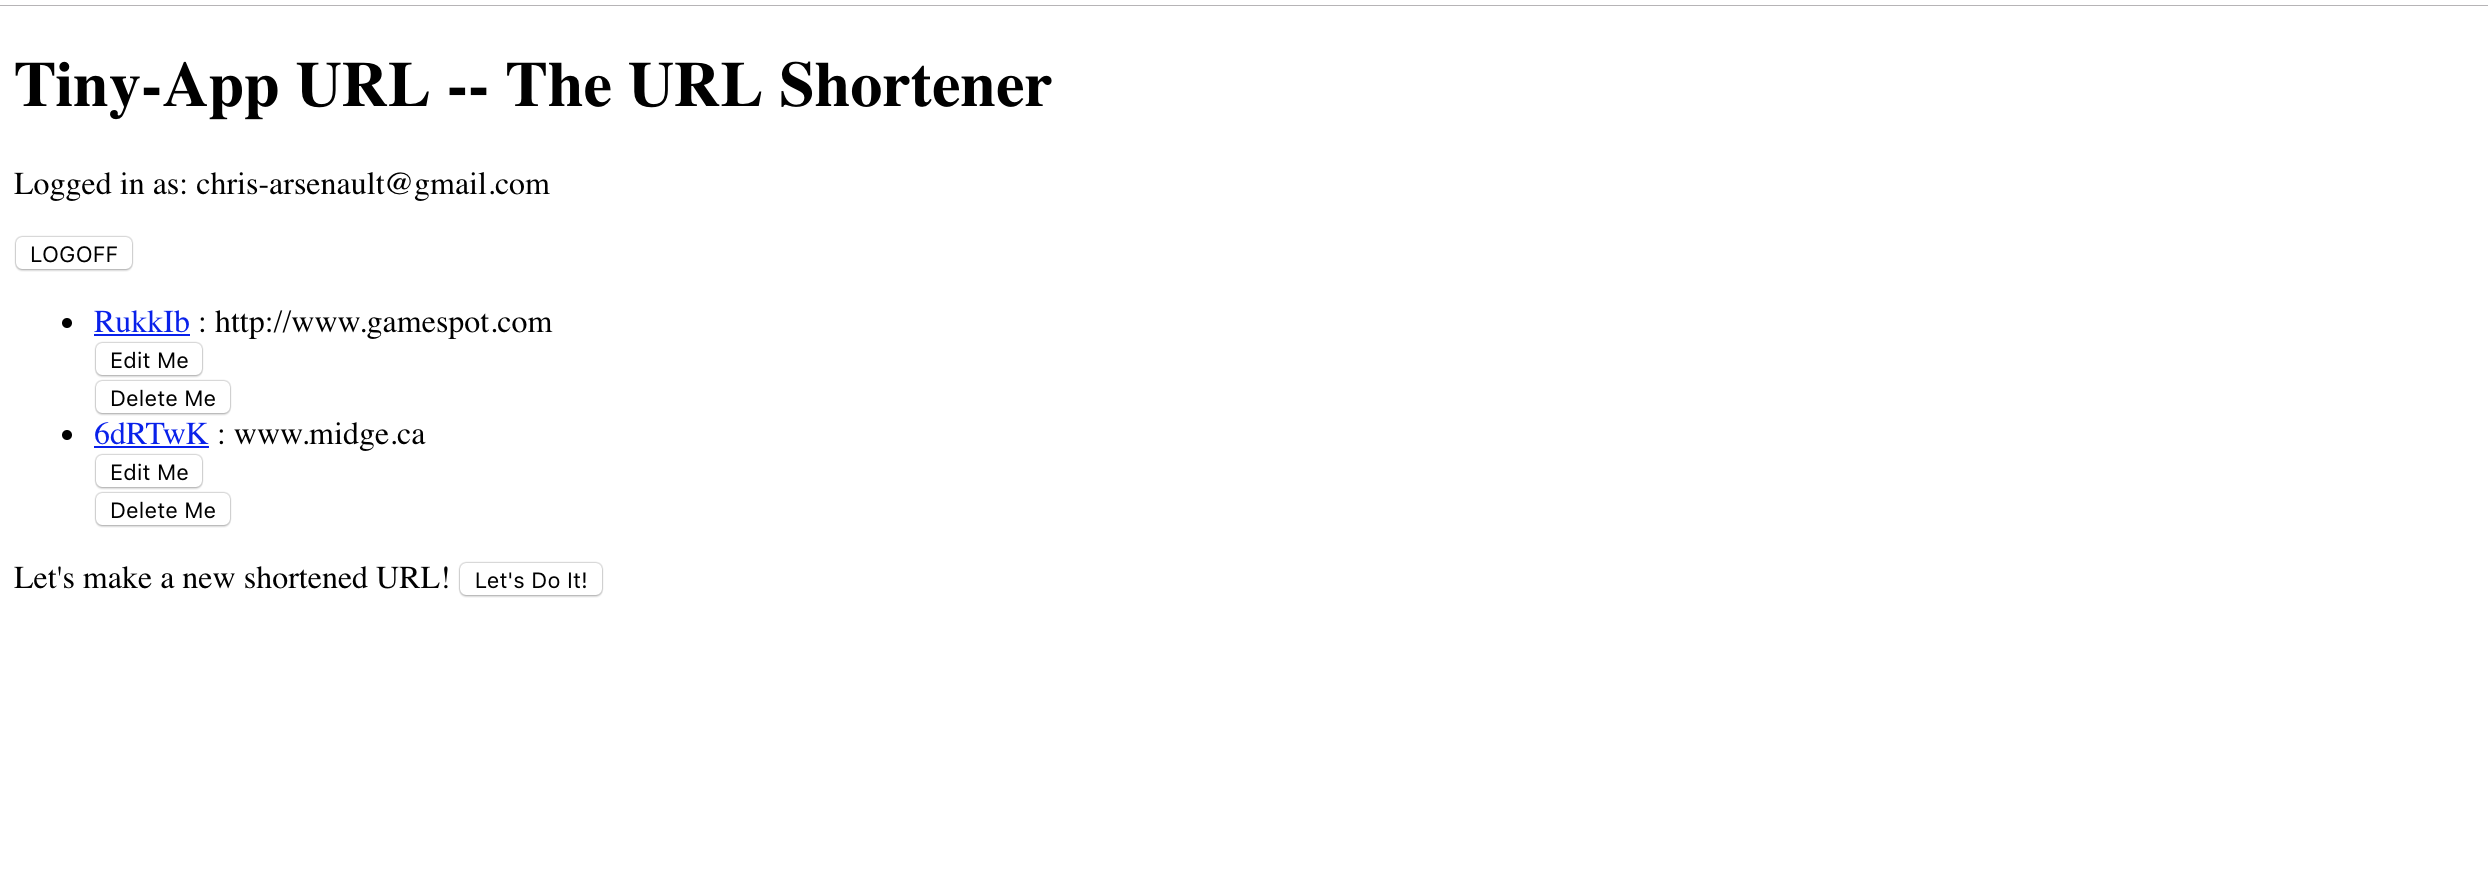 Tiny-App URL -- The URL Shortener
Logged in as: chris-arsenault@gmail.com
LOGOFF
RukkIb : http://www.gamespot.com
Edit Me
Delete Me
6dRTwK : www.midge.ca
Edit Me
Delete Me
Let's make a new shortened URL! Let's Do It!